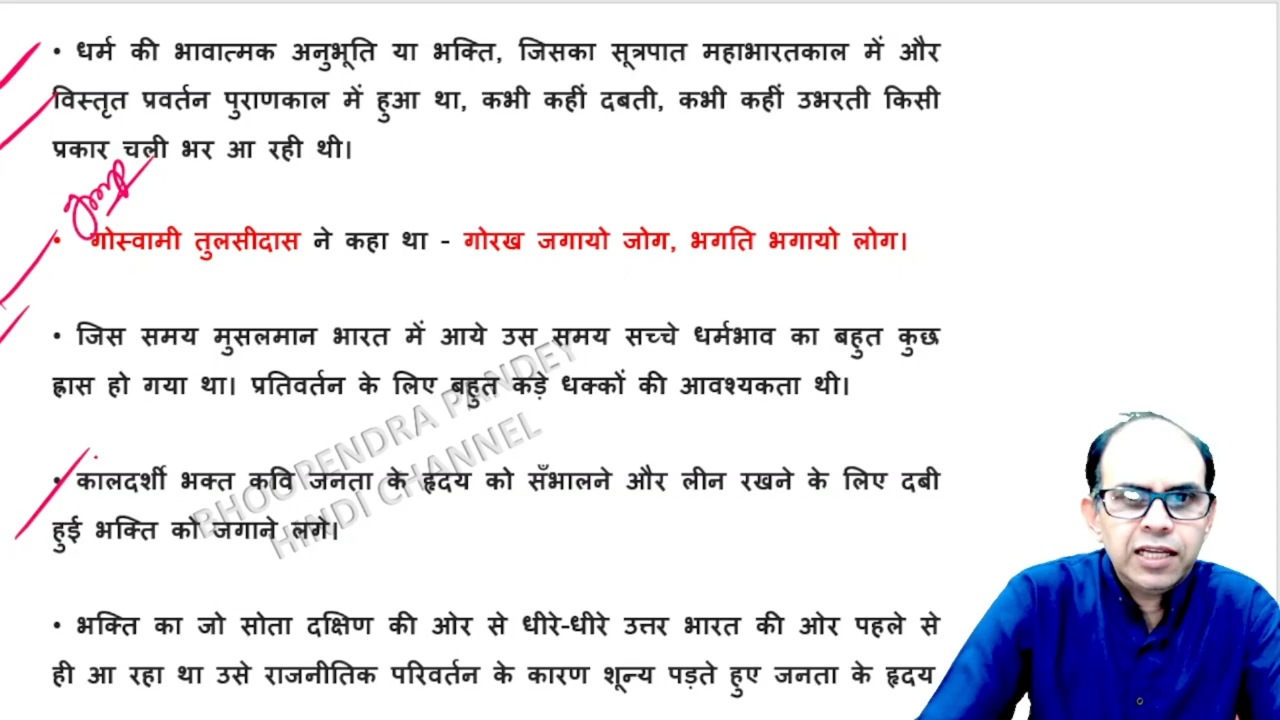 • धर्म की भावात्मक अनुभूति या भक्ति, जिसका सूत्रपात महाभारतकाल में और
विस्तृत प्रवर्तन पुराणकाल में हुआ था, कभी कहीं दबती, कभी कहीं उभरती किसी
प्रकार चली भर आ रही थी।
Imp
• गोस्वामी तुलसीदास ने कहा था - गोरख जगायो जोग, भगति भगायो लोग।
• जिस समय मुसलमान भारत में आये उस समय सच्चे धर्मभाव का बहुत कुछ
ह्रास हो गया था। प्रतिवर्तन के लिए बहुत कड़े धक्कों की आवश्यकता थी।
• कालदर्शी भक्त कवि जनता के हृदय को सँभालने और लीन रखने के लिए दबी
हुई भक्ति को जगाने लगे।
BHOOPENDRA PANDEY
HINDI CHANNEL
• भक्ति का जो सोता दक्षिण की ओर से धीरे-धीरे उत्तर भारत की ओर पहले से
ही आ रहा था उसे राजनीतिक परिवर्तन के कारण शून्य पड़ते हुए जनता के हृदय